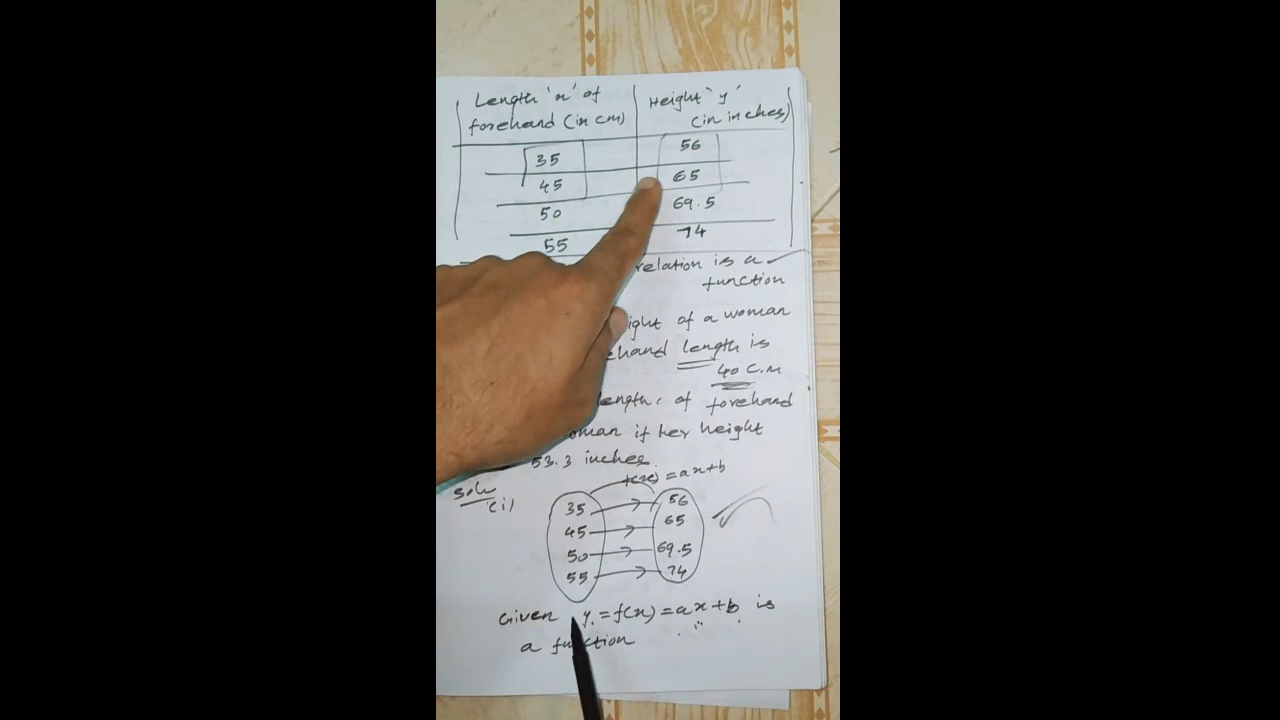 Length 'x' of
forehand (in cm)
Height 'y'
(in inches)
35 56
45 65
50 69.5
55 74
relation is a
function
ight of a woman
ehand length is
40 C.M
length of forehand
oman if her height
53.3 inches
Soln
(i)
f(x) = ax+b
35 56
45 65
50 69.5
55 74
Given y = f(x) = ax+b is
a function